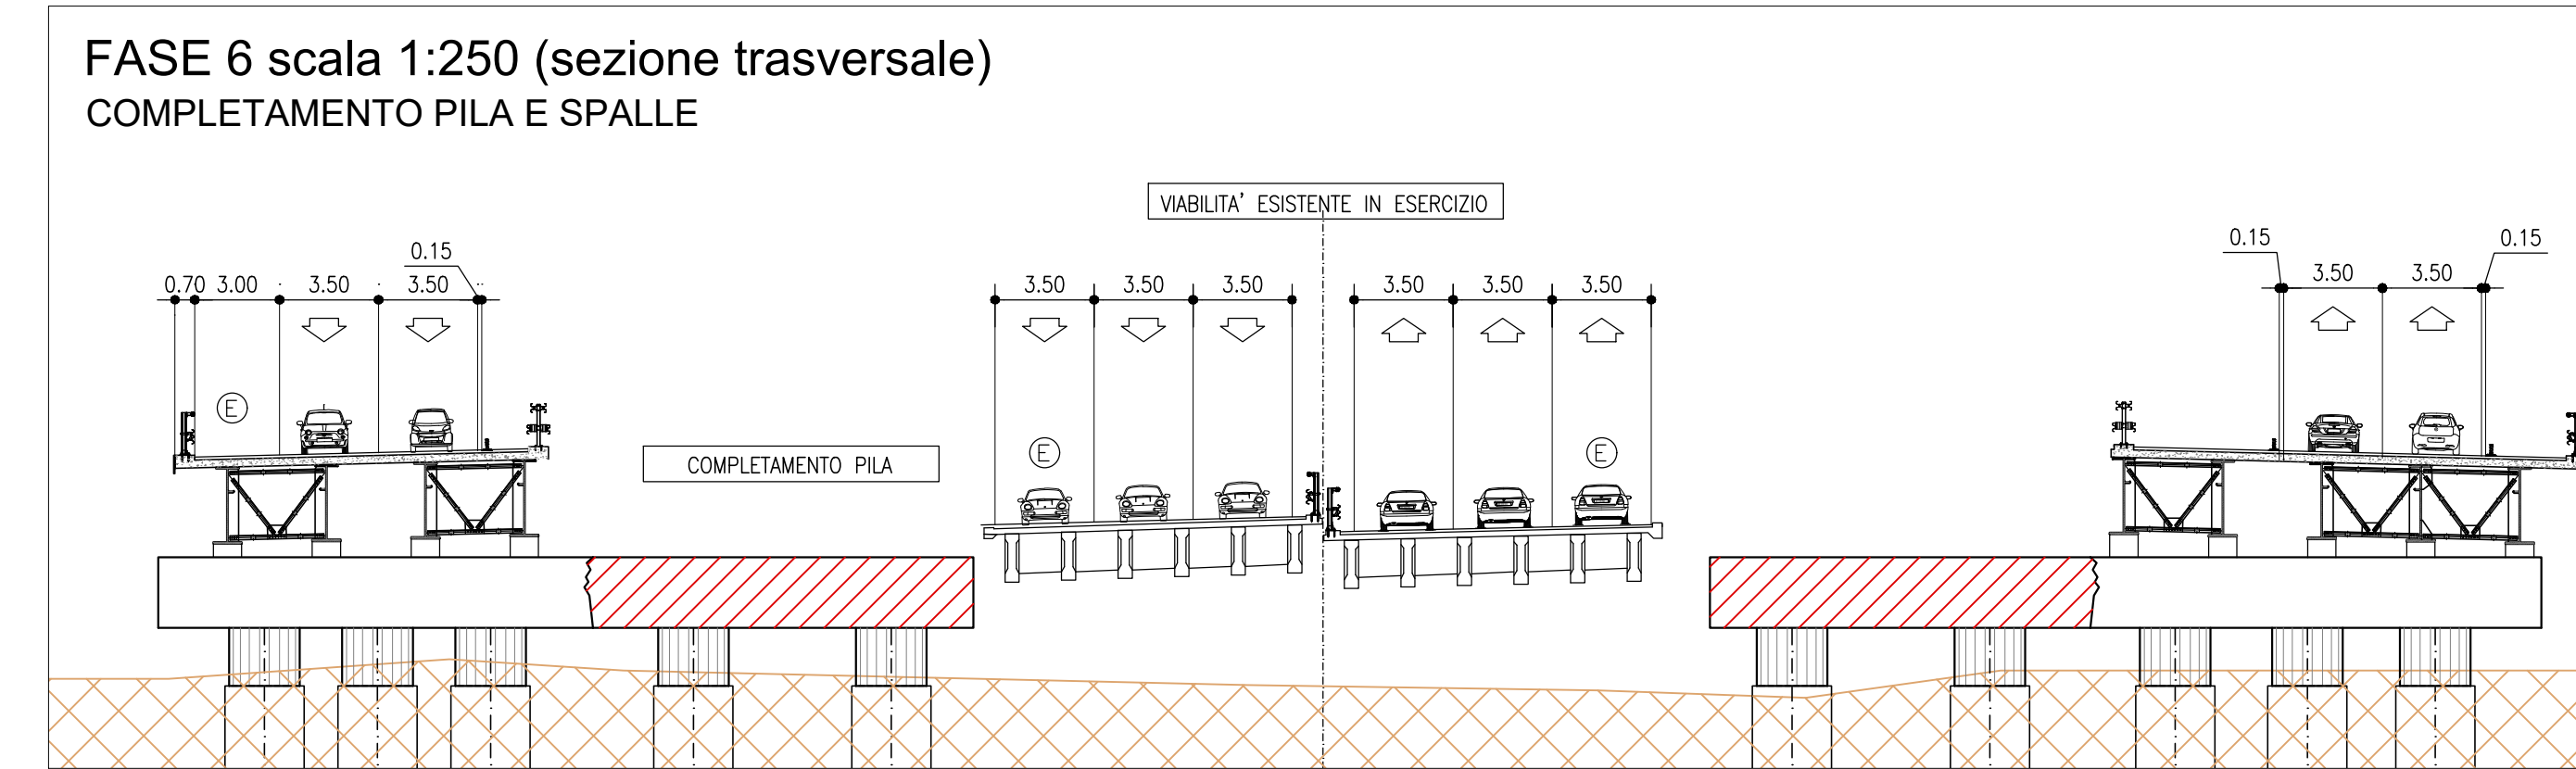 FASE 6 scala 1:250 (sezione trasversale)
COMPLETAMENTO PILA E SPALLE
VIABILITA' ESISTENTE IN ESERCIZIO
0.15
0.70 3.00 3.50 3.50
3.50 3.50 3.50
3.50 3.50 3.50
0.15 0.15
3.50 3.50
E
E
E
COMPLETAMENTO PILA